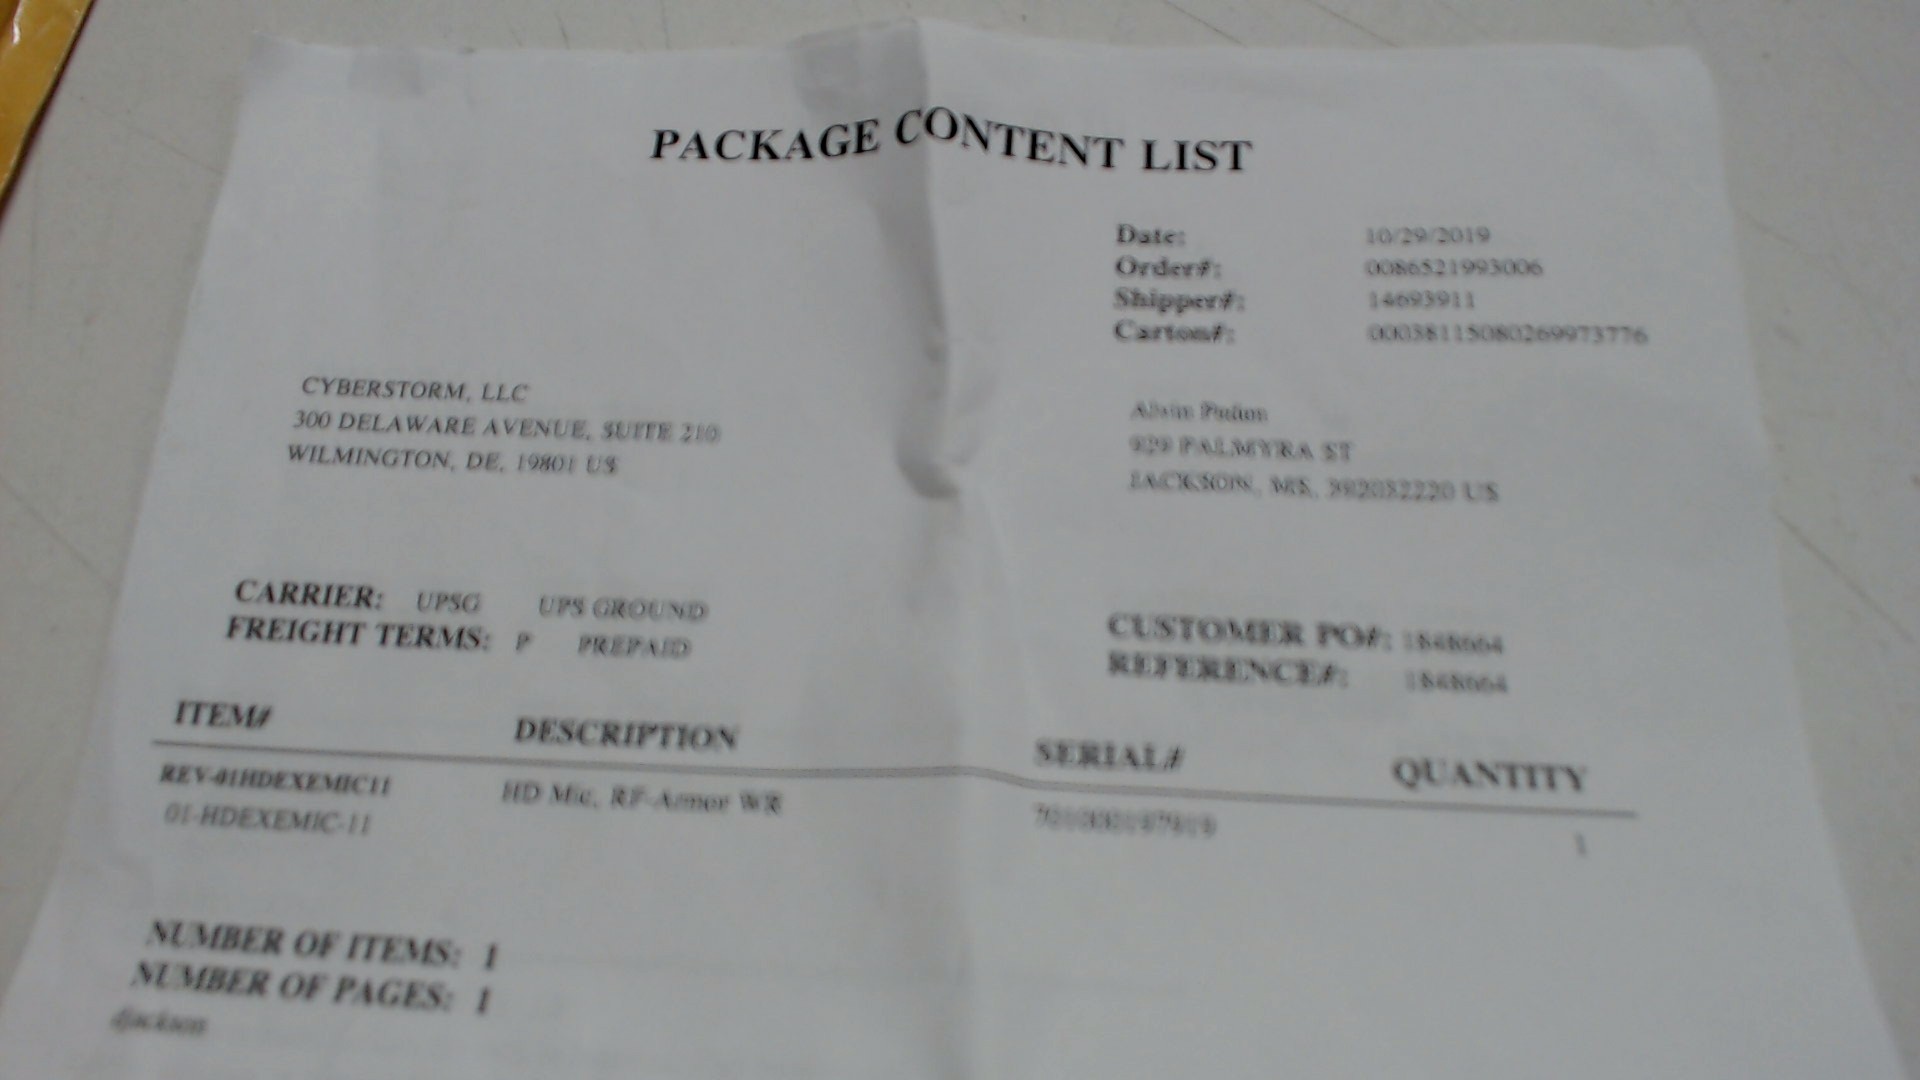 PACKAGE CONTENT LIST
Date: 10/29/2019
Order#: 0086521993006
Shipper#: 14693911
Carton#: 00038115080269973776
CYBERSTORM, LLC
300 DELAWARE AVENUE, SUITE 210
WILMINGTON, DE, 19801 US
Alvin
929 PALMYRA ST
JACKSON, MS, US
CARRIER: UPSG UPS GROUND
FREIGHT TERMS: P PREPAID
CUSTOMER PO#: 1848664
REFERENCE#: 1848664
ITEM# DESCRIPTION SERIAL# QUANTITY
REV-01HDEXEMIC11 HD Mic, RF-Armor WR 1
01-HDEXEMIC-11
NUMBER OF ITEMS: 1
NUMBER OF PAGES: 1
djackson